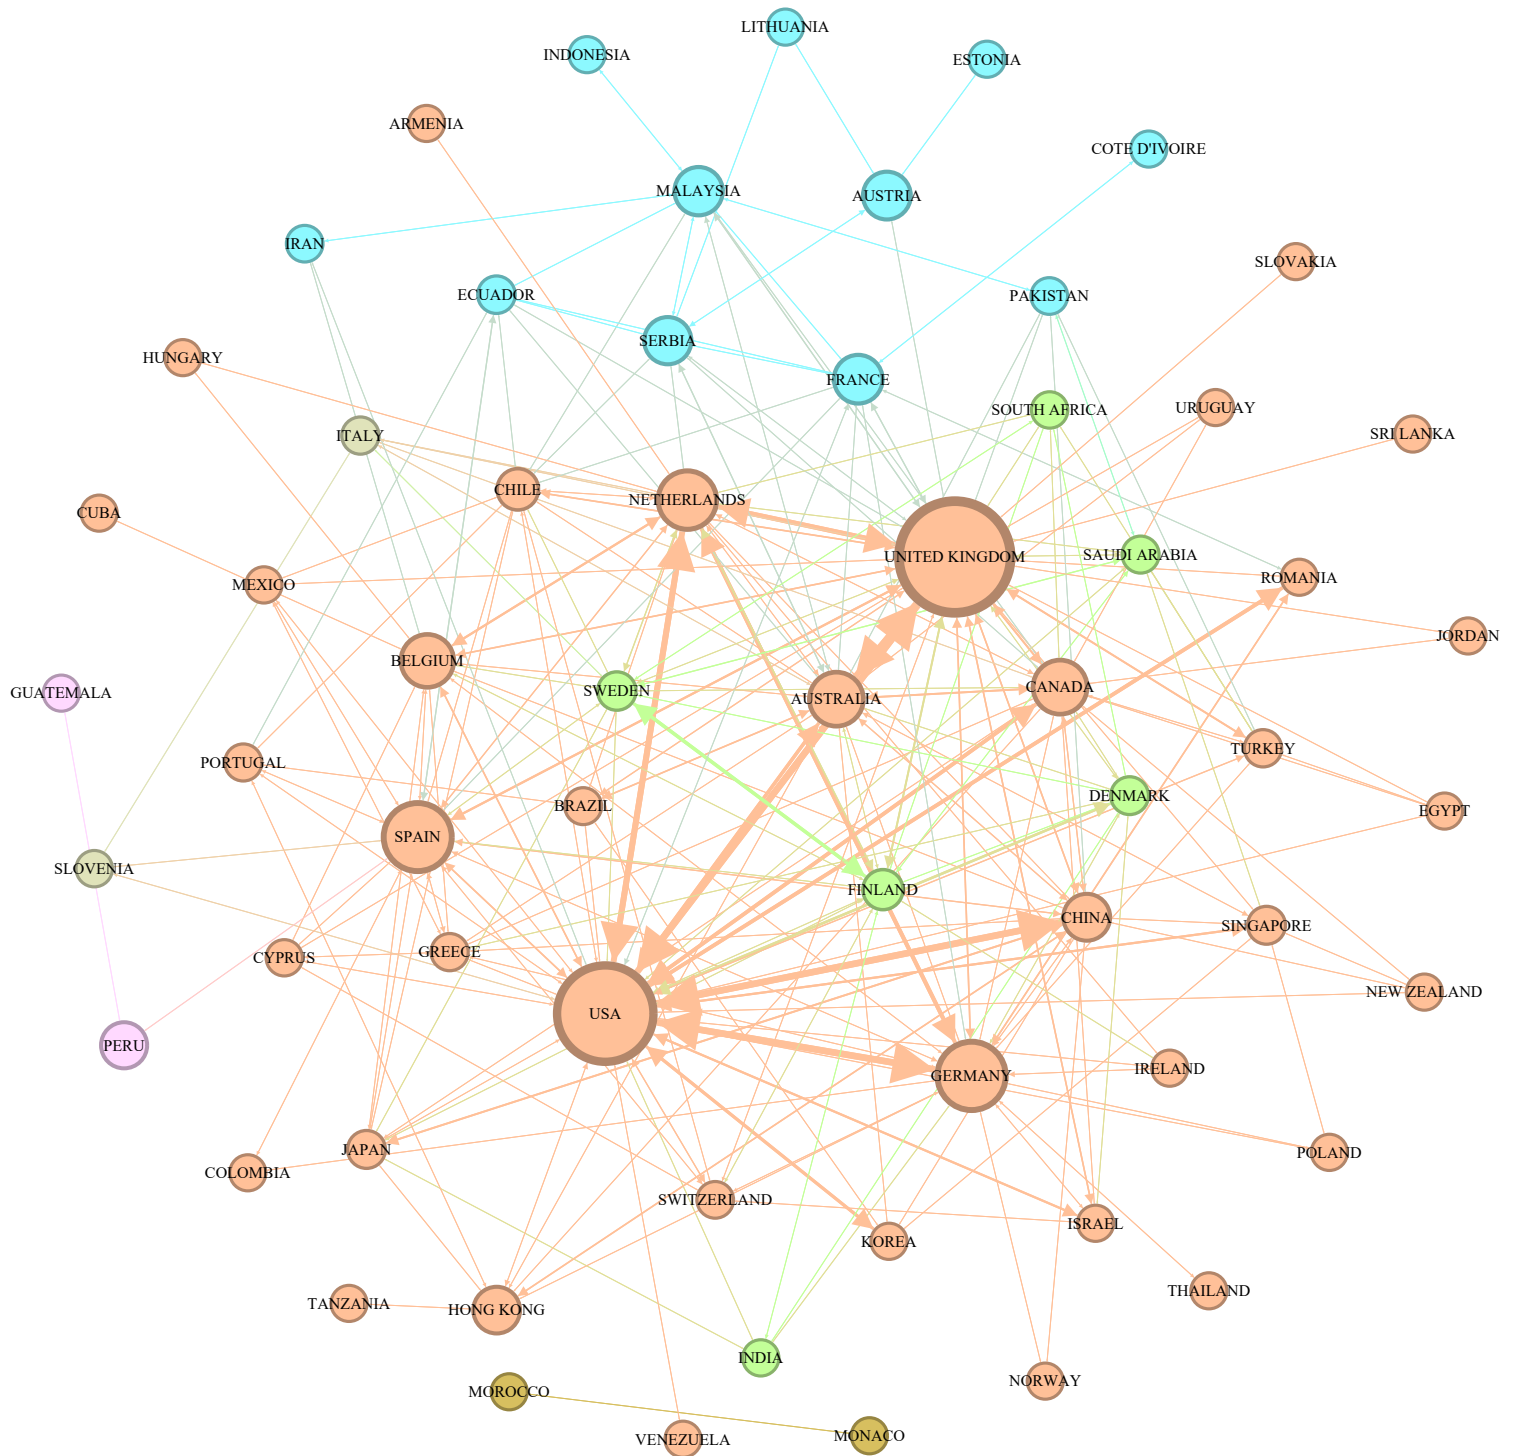 LITHUANIA
INDONESIA
ESTONIA
ARMENIA
COTE D'IVOIRE
MALAYSIA
AUSTRIA
IRAN
SLOVAKIA
ECUADOR
PAKISTAN
SERBIA
HUNGARY
FRANCE
SOUTH AFRICA
URUGUAY
ITALY
SRI LANKA
CHILE
NETHERLANDS
CUBA
UNITED KINGDOM
SAUDI ARABIA
ROMANIA
MEXICO
JORDAN
BELGIUM
GUATEMALA
SWEDEN
AUSTRALIA
CANADA
TURKEY
PORTUGAL
DENMARK
BRAZIL
EGYPT
SPAIN
SLOVENIA
FINLAND
CHINA
SINGAPORE
GREECE
CYPRUS
NEW ZEALAND
USA
PERU
IRELAND
GERMANY
JAPAN
POLAND
COLOMBIA
SWITZERLAND
ISRAEL
KOREA
THAILAND
TANZANIA
HONG KONG
INDIA
NORWAY
MOROCCO
MONACO
VENEZUELA